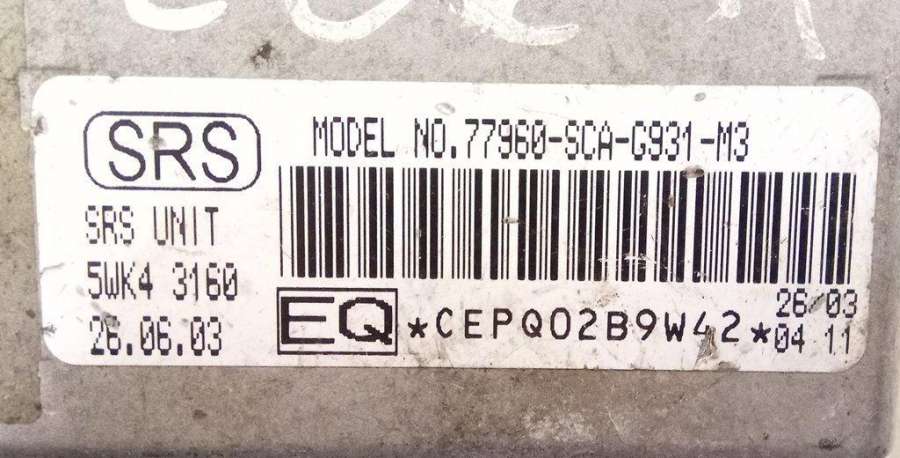 SRS
MODEL NO.77960-SCA-G931-M3
SRS UNIT
5WK4 3160
26.06.03
EQ
*CEPQ02B9W42*
26/03
04 11